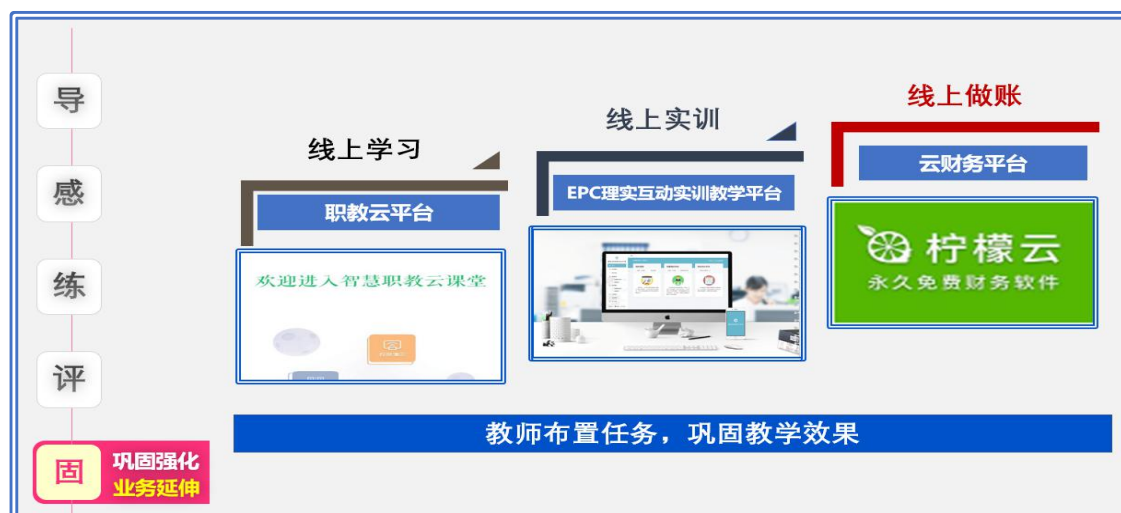 导
感
练
评
固
巩固强化
业务延伸
线上学习
职教云平台
欢迎进入智慧职教云课堂
线上实训
EPC理实互动实训教学平台
线上做账
云财务平台
柠檬云
永久免费财务软件
教师布置任务，巩固教学效果